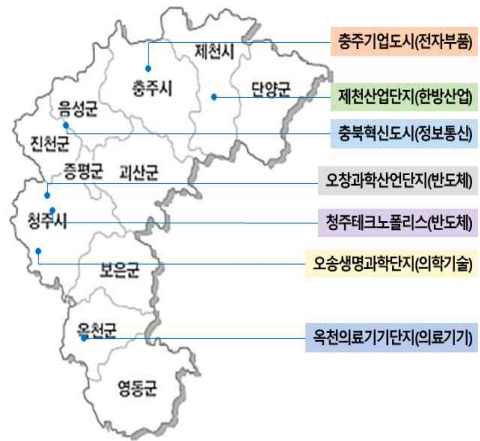 제천시
충주기업도시(전자부품)
충주시
단양군
제천산업단지(한방산업)
음성군
충북혁신도시(정보통신)
진천군
증평군
괴산군
오창과학산언단지(반도체)
청주시
청주테크노폴리스(반도체)
오송생명과학단지(의학기술)
보은군
옥천군
옥천의료기기단지(의료기기)
영동군